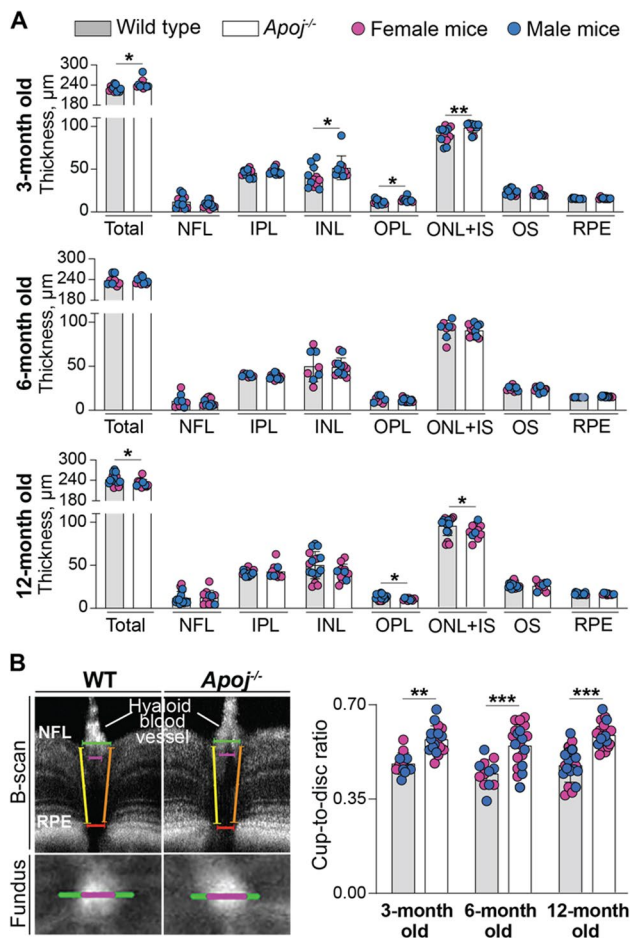 A
Wild type Apoj-/- Female mice Male mice
3-month old
Thickness, µm
300
240
180
100
50
0
* * * **
Total NFL IPL INL OPL ONL+IS OS RPE
6-month old
Thickness, µm
300
240
180
100
50
0
Total NFL IPL INL OPL ONL+IS OS RPE
12-month old
Thickness, µm
300
240
180
100
50
0
* * *
Total NFL IPL INL OPL ONL+IS OS RPE
B
WT Apoj-/-
B-scan
NFL
Hyaloid
blood
vessel
RPE
Fundus
Cup-to-disc ratio
0.70
0.35
0.00
** *** ***
3-month 6-month 12-month
old old old